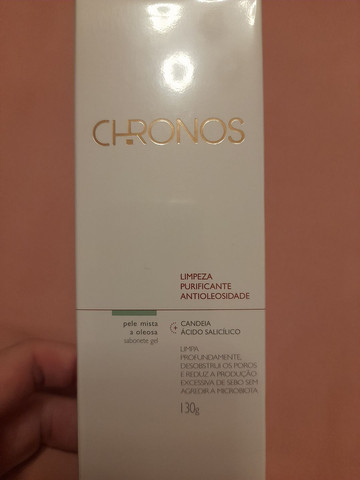 CHRONOS
LIMPEZA
PURIFICANTE
ANTIOLEOSIDADE
pele mista
a oleosa
sabonete gel
CANDEIA
ÁCIDO SALICÍLICO
LIMPA
PROFUNDAMENTE,
DESOBSTRUI OS POROS
E REDUZ A PRODUÇÃO
EXCESSIVA DE SEBO SEM
AGREDIR A MICROBIOTA
130g